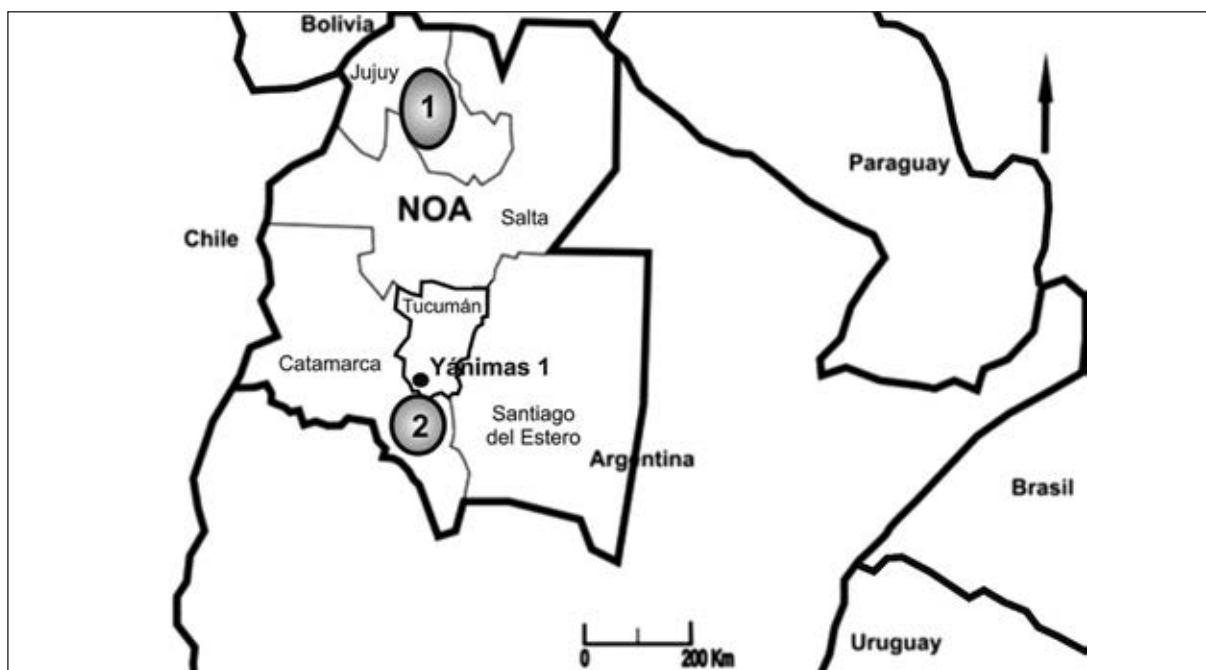 Bolivia
Jujuy
1
Paraguay
NOA
Salta
Chile
Tucumán
Catamarca
Yánimas 1
2
Santiago
del Estero
Argentina
Brasil
Uruguay
0
200 Km